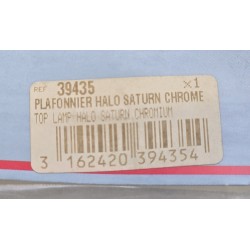 REF 39435 X1
PLAFONNIER HALO SATURN CHROME
TOP LAMP HALO SATURN CHROMIUM
3 162420 394354